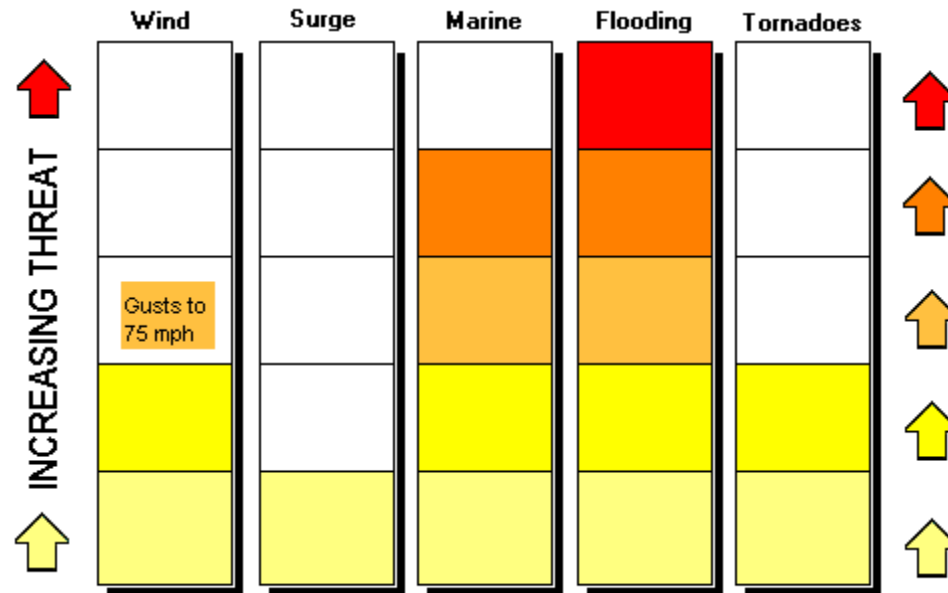 Wind
Surge
Marine
Flooding
Tornadoes
INCREASING THREAT
Gusts to
75 mph